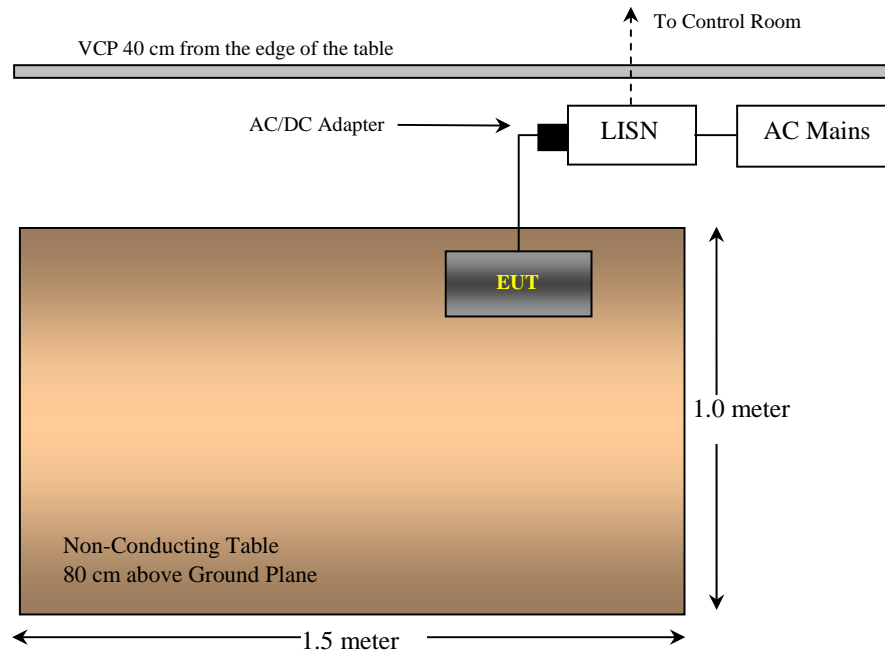 To Control Room
VCP 40 cm from the edge of the table
AC/DC Adapter
LISN
AC Mains
EUT
1.0 meter
Non-Conducting Table
80 cm above Ground Plane
1.5 meter